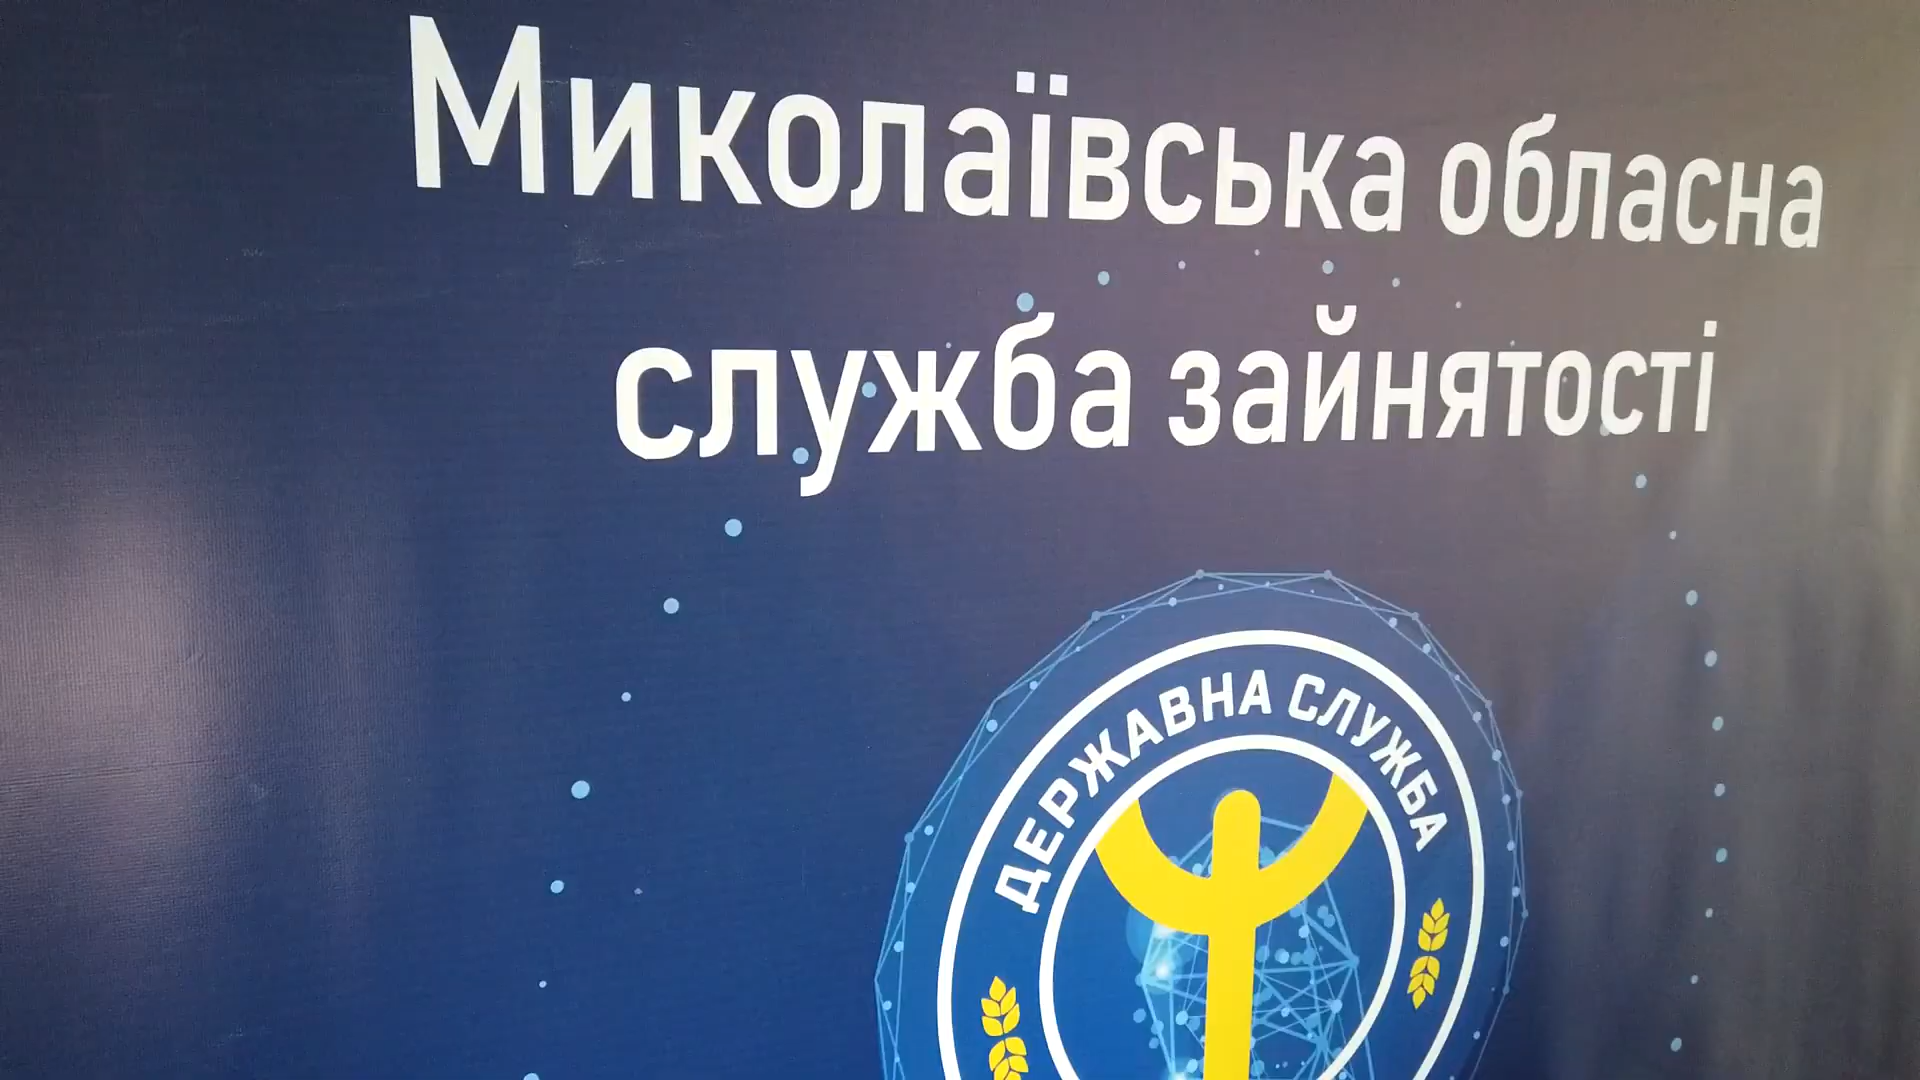 Миколаївська обласна
служба зайнятості
ДЕРЖАВНА СЛУЖБА